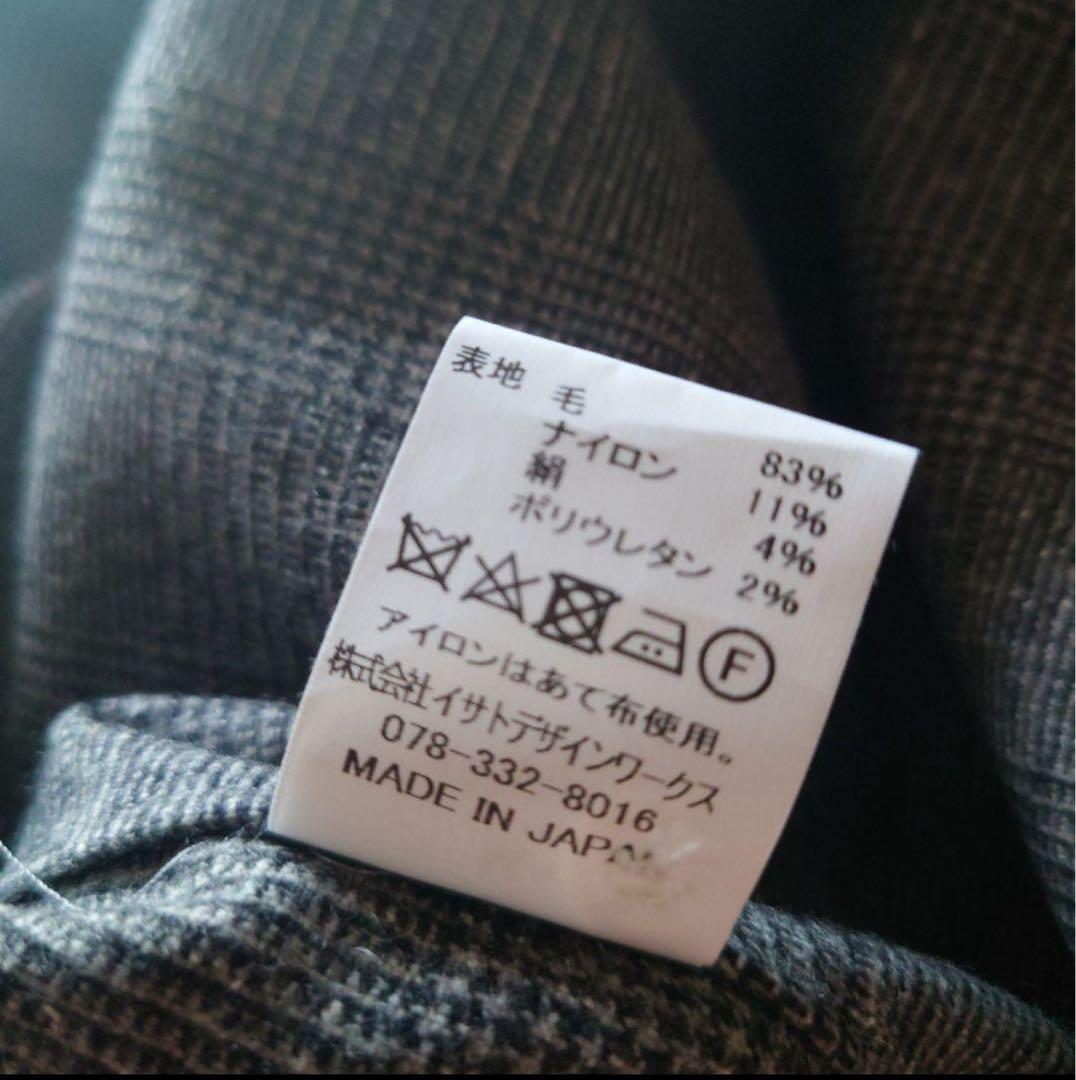 表地 毛 83%
ナイロン 11%
絹 4%
ポリウレタン 2%
F
アイロンはあて布使用。
株式会社イサトデザインワークス
078-332-8016
MADE IN JAPAN